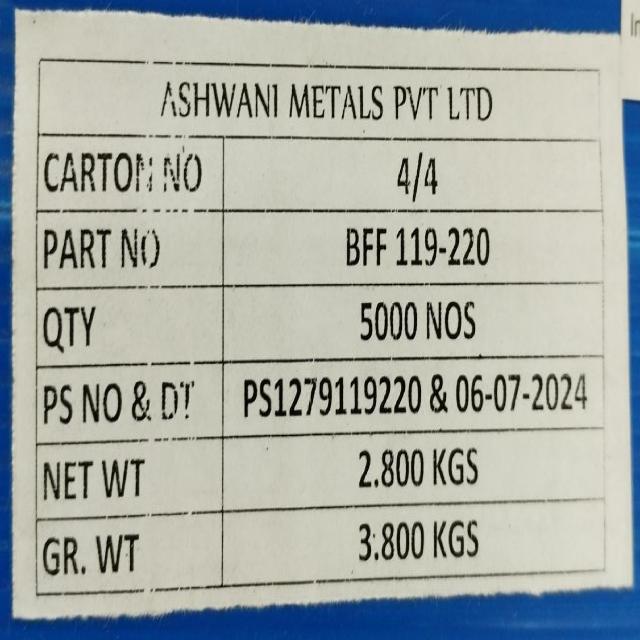 ASHWANI METALS PVT LTD
CARTON NO 4/4
PART NO BFF 119-220
QTY 5000 NOS
PS NO & DT PS1279119220 & 06-07-2024
NET WT 2.800 KGS
GR. WT 3.800 KGS